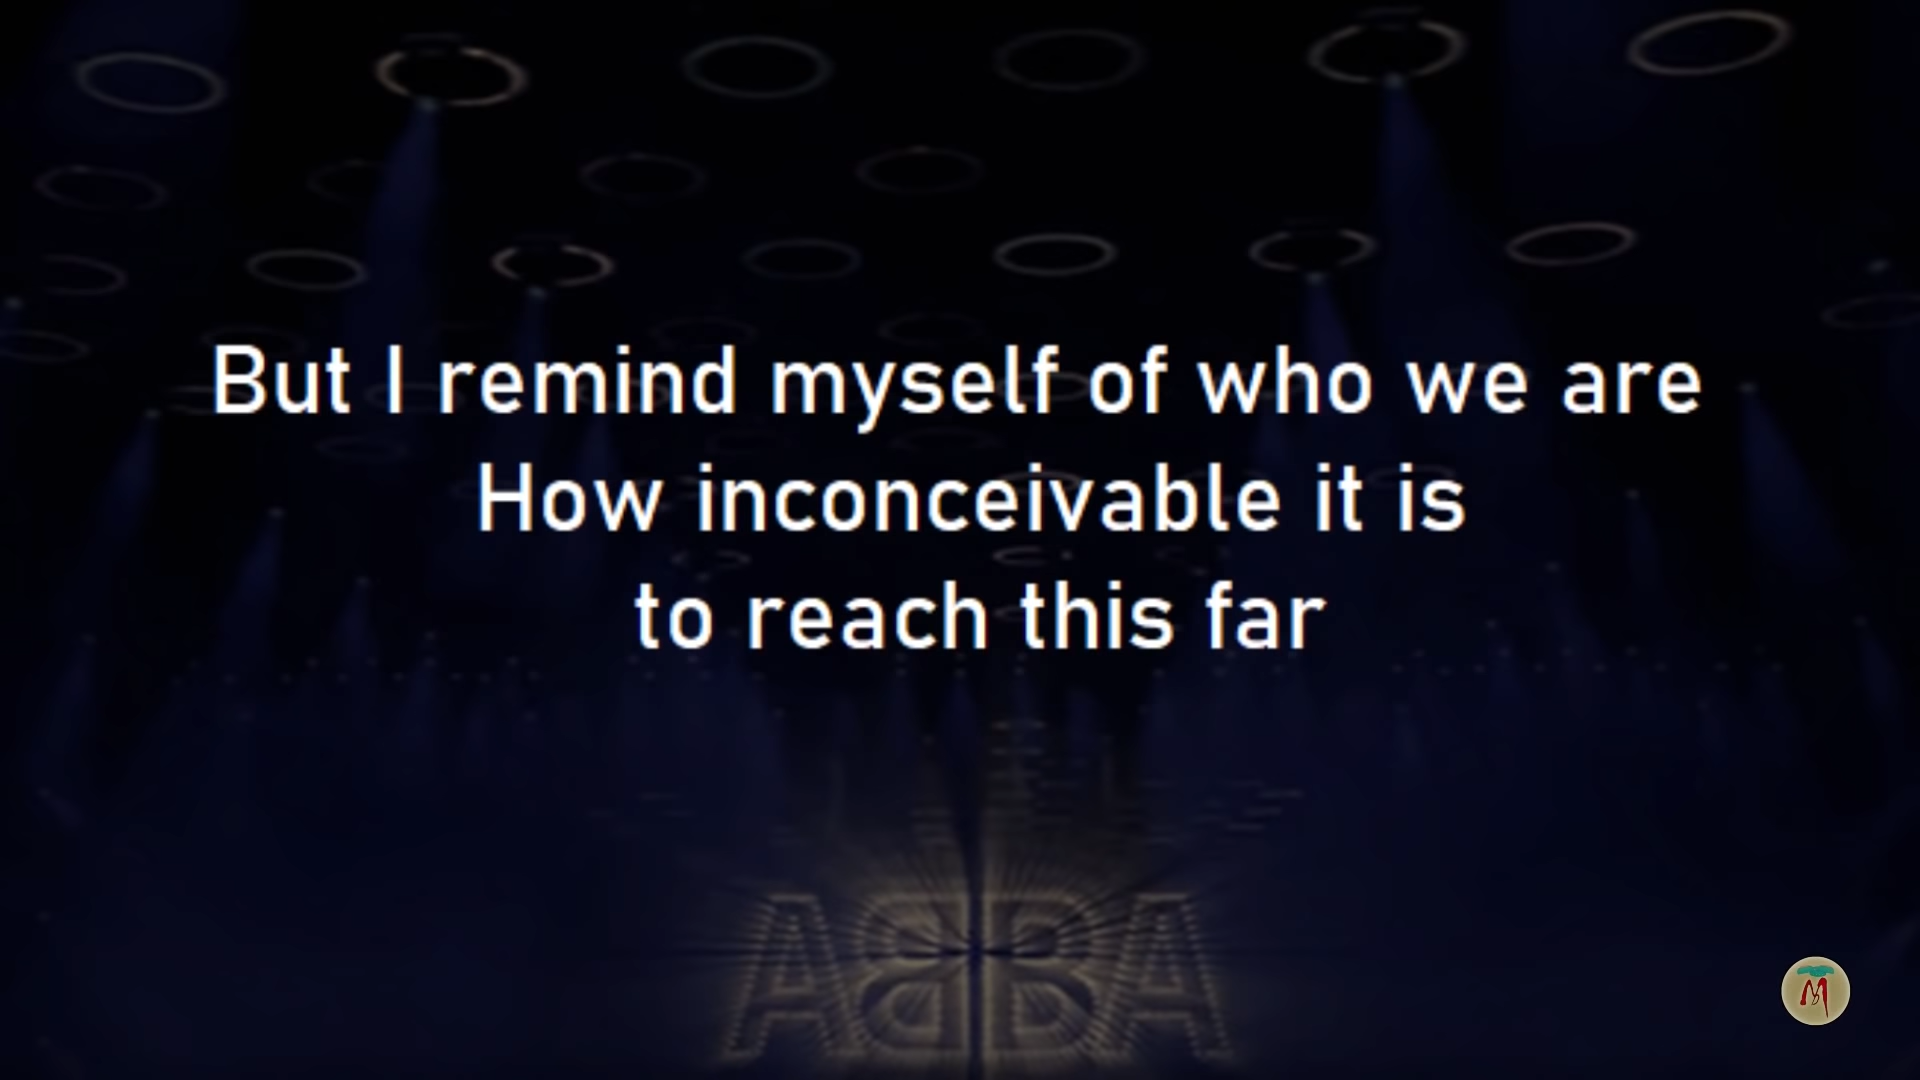 But I remind myself of who we are
How inconceivable it is
to reach this far
ABBA
M